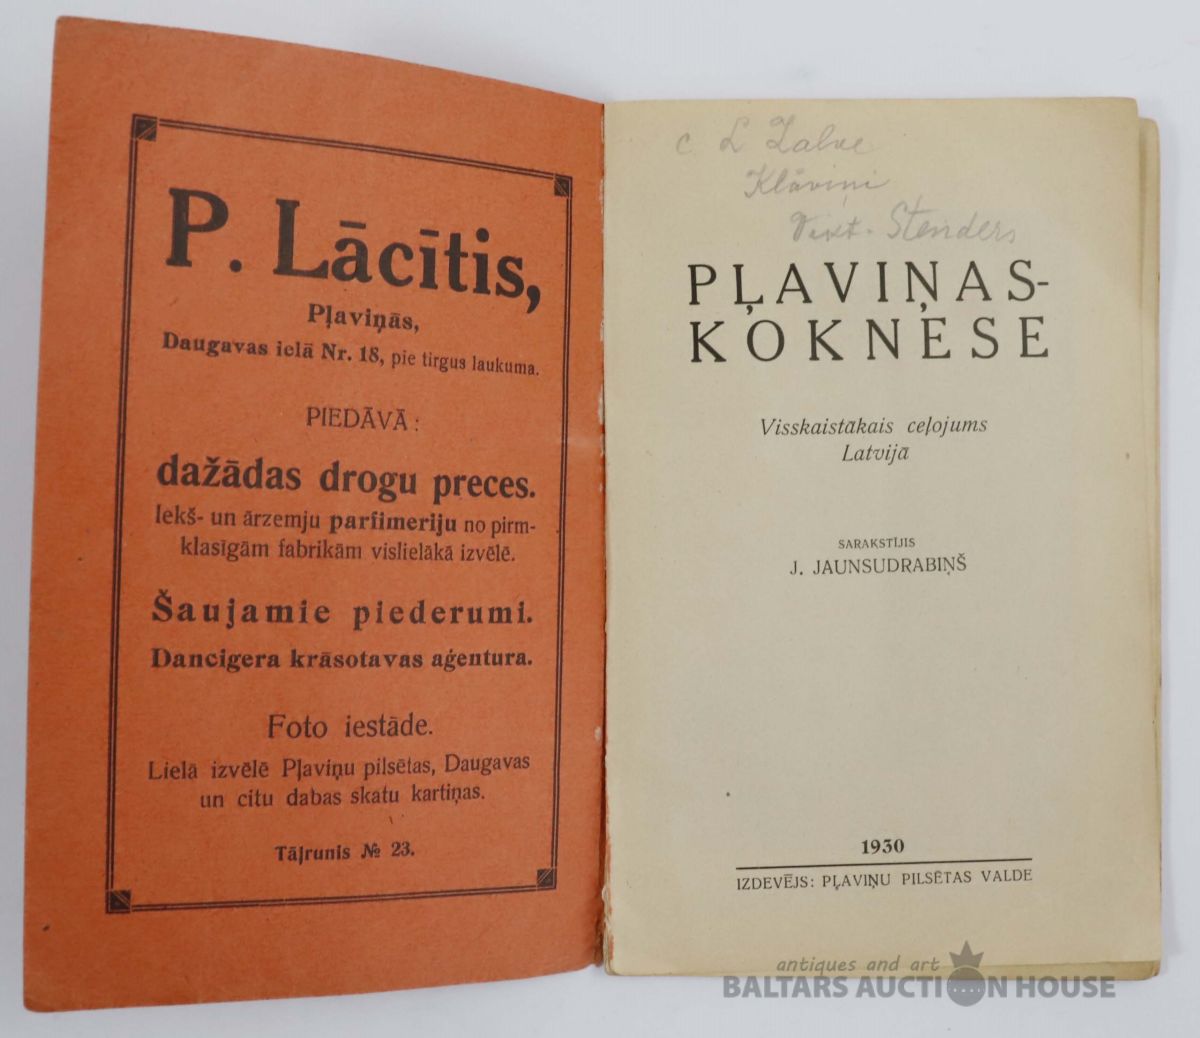 P. Lācītis,
Pļaviņās,
Daugavas ielā Nr. 18, pie tirgus laukuma.
PIEDĀVĀ:
dažādas drogu preces.
Iekš- un ārzemju parfimeriju no pirm-
klasīgām fabrikām vislielākā izvēlē.
Šaujamie piederumi.
Dancigera krāsotavas aģentura.
Foto iestāde.
Lielā izvēlē Pļaviņu pilsētas, Daugavas
un citu dabas skatu kartiņas.
Tāļrunis № 23.
Klāviņi
Stenders
PĻAVIŅAS-
KOKNESE
Visskaistākais ceļojums
Latvijā
SARAKSTĪJIS
J. JAUNSUDRABIŅŠ
1930
IZDEVĒJS: PĻAVIŅU PILSĒTAS VALDE
antiques and art
BALTARS AUCTION HOUSE